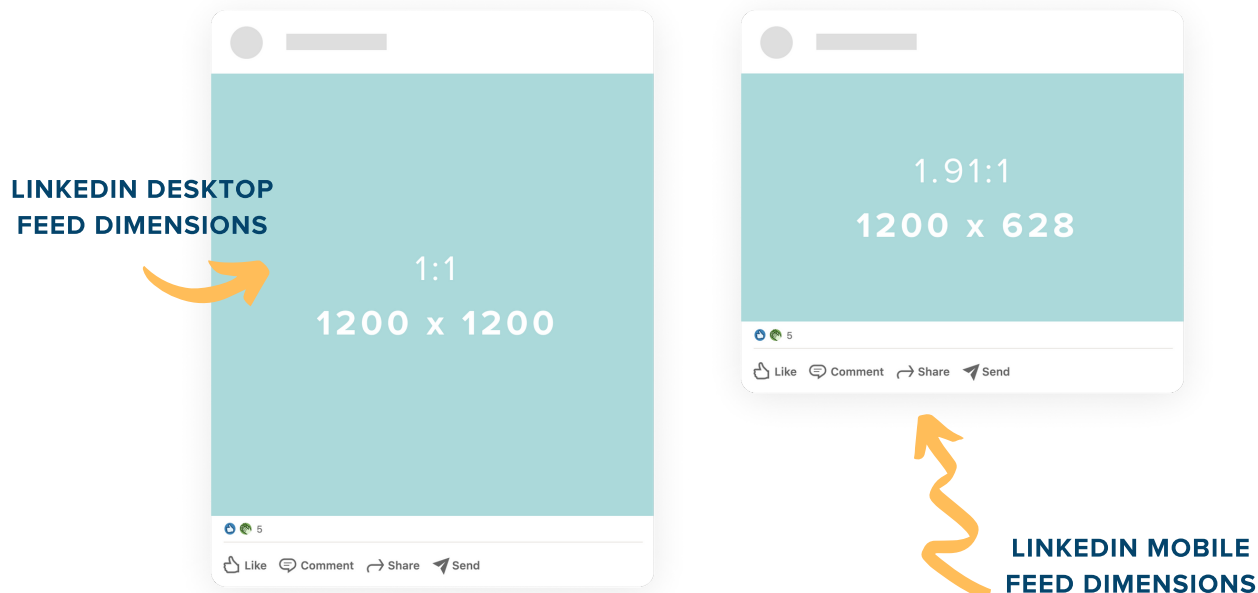 LINKEDIN DESKTOP
FEED DIMENSIONS
1:1
1200 x 1200
5
Like Comment Share Send
1.91:1
1200 x 628
5
Like Comment Share Send
LINKEDIN MOBILE
FEED DIMENSIONS